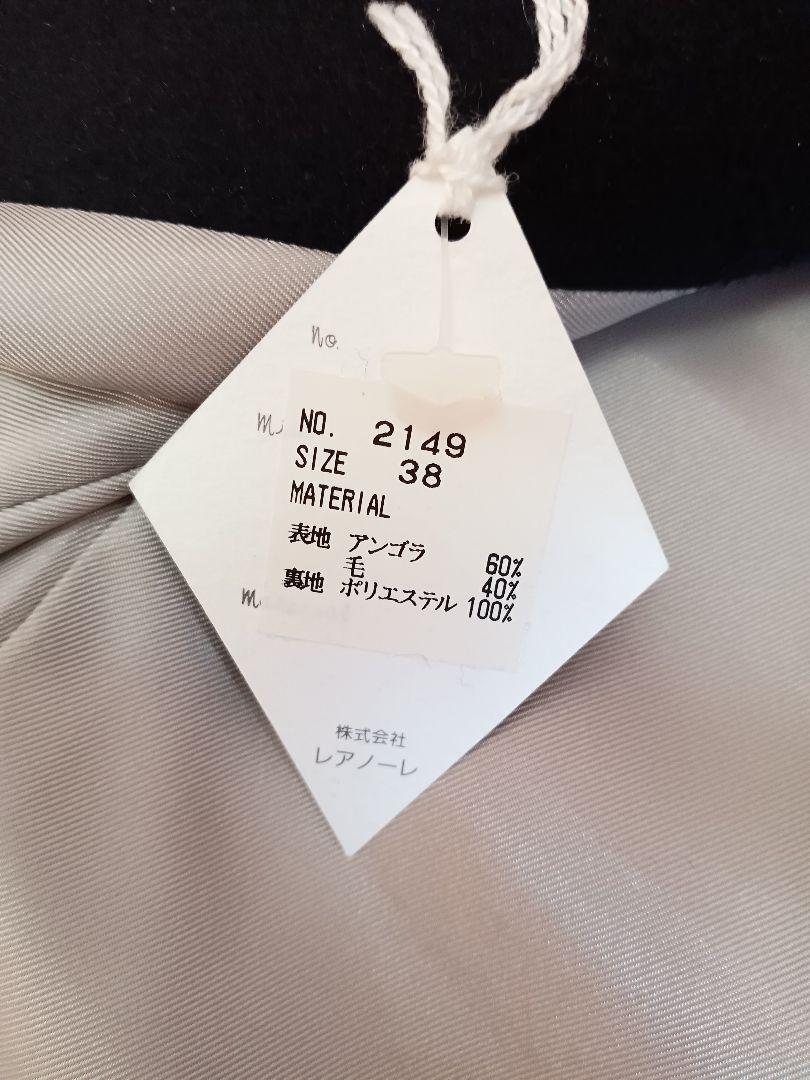 no.
NO. 2149
SIZE 38
MATERIAL
表地 アンゴラ 60%
毛 40%
裏地 ポリエステル 100%
株式会社
レアノーレ